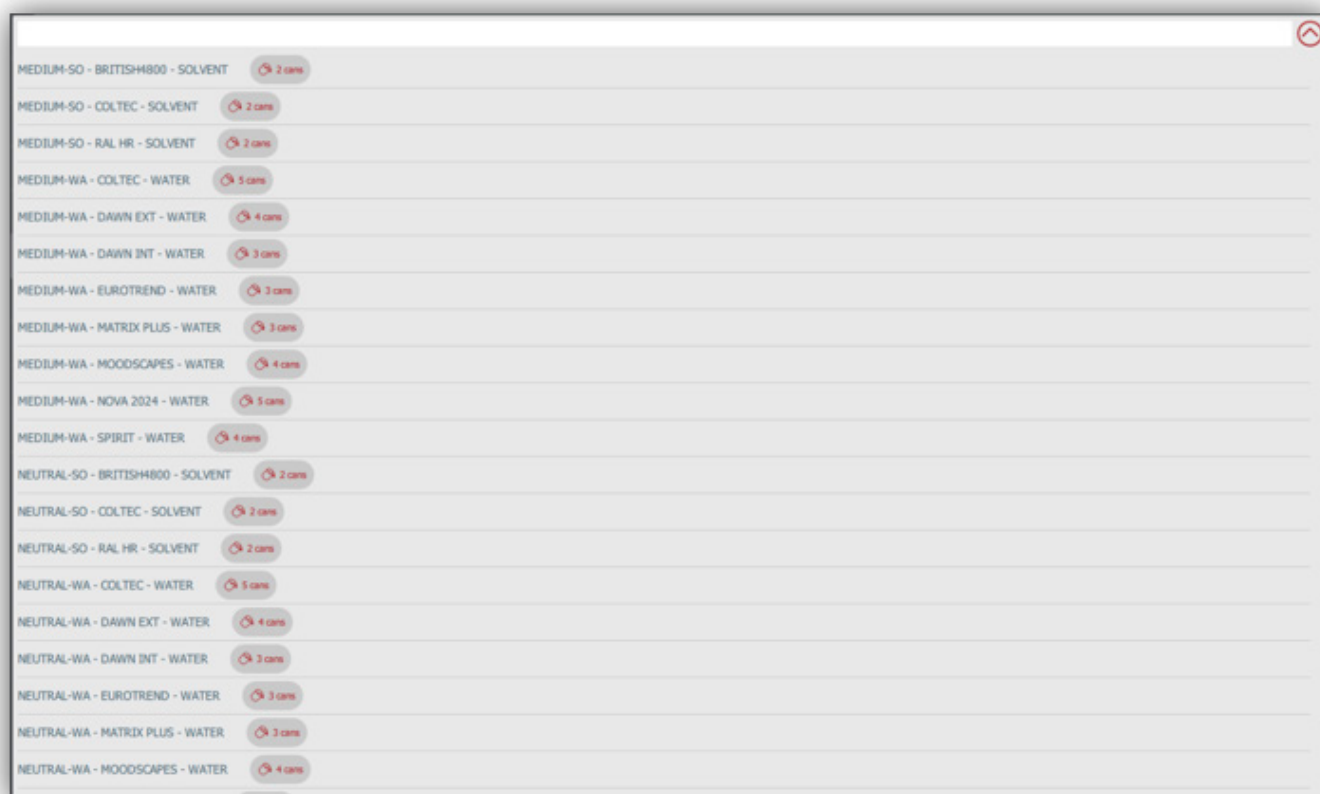 MEDIUM-SO - BRITISH4800 - SOLVENT 2 cans
MEDIUM-SO - COLTEC - SOLVENT 2 cans
MEDIUM-SO - RAL HR - SOLVENT 2 cans
MEDIUM-WA - COLTEC - WATER 5 cans
MEDIUM-WA - DAWN EXT - WATER 4 cans
MEDIUM-WA - DAWN INT - WATER 3 cans
MEDIUM-WA - EUROTREND - WATER 3 cans
MEDIUM-WA - MATRIX PLUS - WATER 3 cans
MEDIUM-WA - MOODSCAPES - WATER 4 cans
MEDIUM-WA - NOVA 2024 - WATER 5 cans
MEDIUM-WA - SPIRIT - WATER 4 cans
NEUTRAL-SO - BRITISH4800 - SOLVENT 2 cans
NEUTRAL-SO - COLTEC - SOLVENT 2 cans
NEUTRAL-SO - RAL HR - SOLVENT 2 cans
NEUTRAL-WA - COLTEC - WATER 5 cans
NEUTRAL-WA - DAWN EXT - WATER 4 cans
NEUTRAL-WA - DAWN INT - WATER 3 cans
NEUTRAL-WA - EUROTREND - WATER 3 cans
NEUTRAL-WA - MATRIX PLUS - WATER 3 cans
NEUTRAL-WA - MOODSCAPES - WATER 4 cans